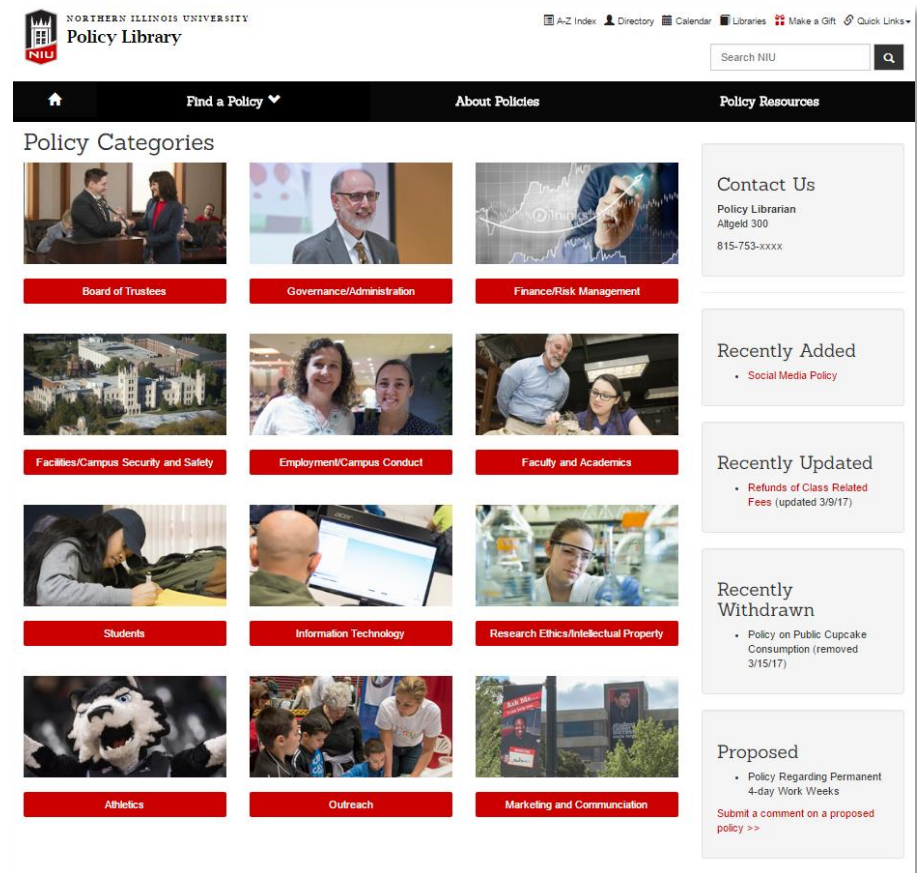 NORTHERN ILLINOIS UNIVERSITY
Policy Library
NIU
A-Z Index Directory Calendar Libraries Make a Gift Quick Links
Search NIU
Find a Policy About Policies Policy Resources
Policy Categories
Board of Trustees
Governance/Administration
Finance/Risk Management
Facilities/Campus Security and Safety
Employment/Campus Conduct
Faculty and Academics
acer
Students
Information Technology
Research Ethics/Intellectual Property
Ask Me...
Athletics
Outreach
Marketing and Communciation
Contact Us
Policy Librarian
Altgeld 300
815-753-xxxx
Recently Added
• Social Media Policy
Recently Updated
• Refunds of Class Related
Fees (updated 3/9/17)
Recently
Withdrawn
• Policy on Public Cupcake
Consumption (removed
3/15/17)
Proposed
• Policy Regarding Permanent
4-day Work Weeks
Submit a comment on a proposed
policy >>